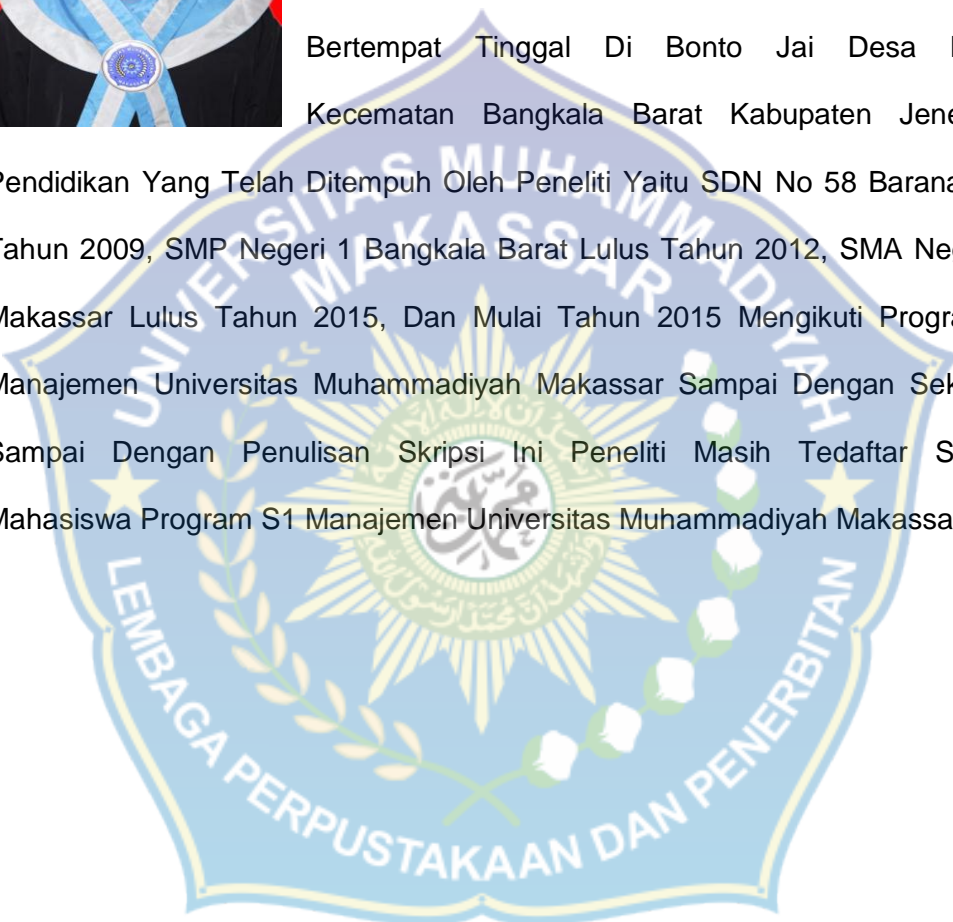 Bertempat Tinggal Di Bonto Jai Desa
Kecematan Bangkala Barat Kabupaten
Pendidikan Yang Telah Ditempuh Oleh Peneliti Yaitu SDN No 58
Tahun 2009, SMP Negeri 1 Bangkala Barat Lulus Tahun 2012, SMA
Makassar Lulus Tahun 2015, Dan Mulai Tahun 2015 Mengikuti
Manajemen Universitas Muhammadiyah Makassar Sampai Dengan
Sampai Dengan Penulisan Skripsi Ini Peneliti Masih Tedaftar
Mahasiswa Program S1 Manajemen Universitas Muhammadiyah
UNIVERSITAS MUHAMMADIYAH
MAKASSAR
LEMBAGA PERPUSTAKAAN DAN PENERBITAN